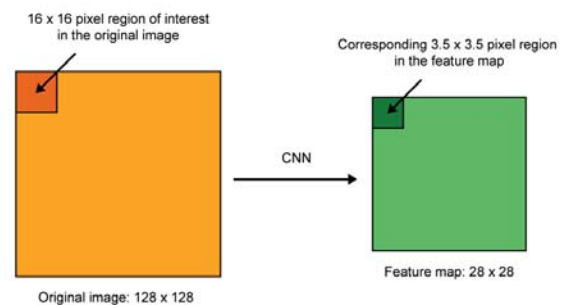 16 x 16 pixel region of interest
in the original image
Corresponding 3.5 x 3.5 pixel region
in the feature map
CNN
Feature map: 28 x 28
Original image: 128 x 128